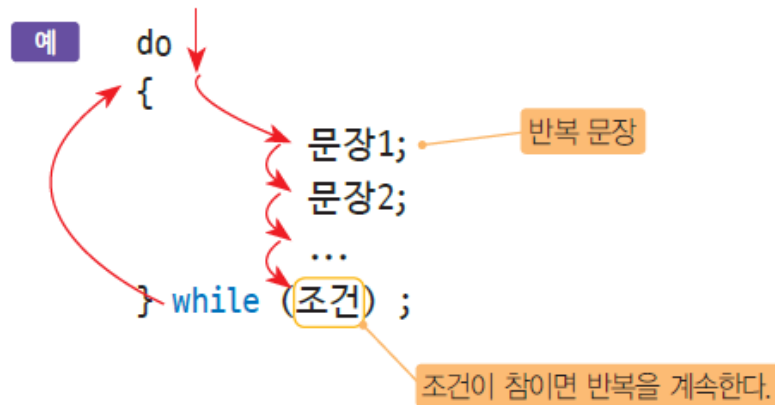 예
do
{
문장1;
반복 문장
문장2;
...
} while (조건) ;
조건이 참이면 반복을 계속한다.